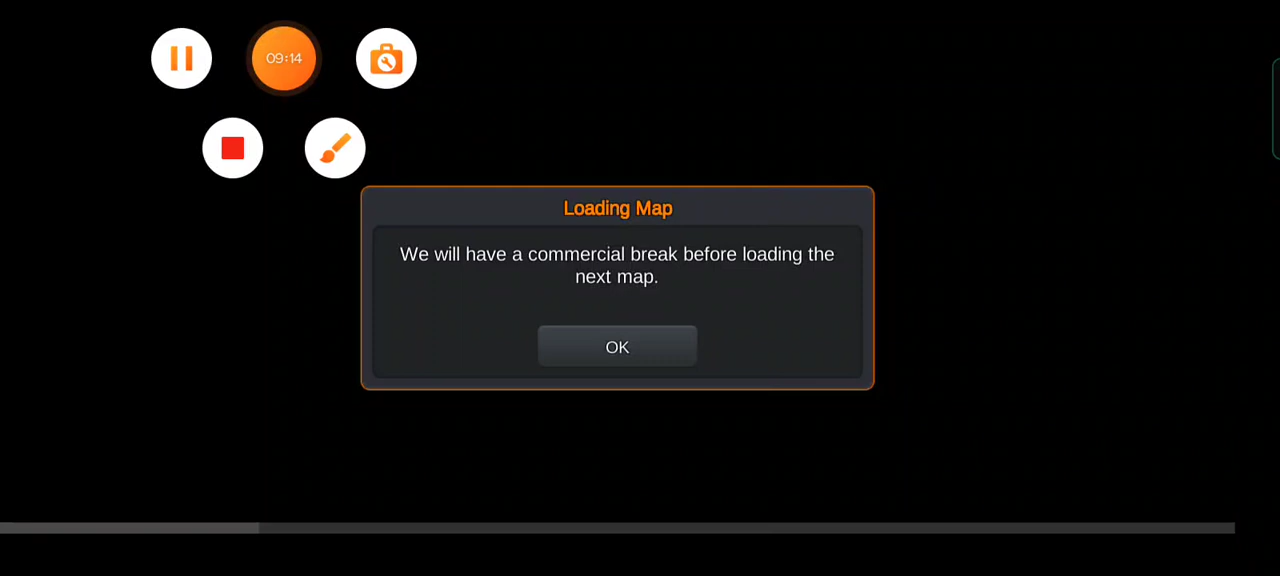 09:14
Loading Map
We will have a commercial break before loading the
next map.
OK